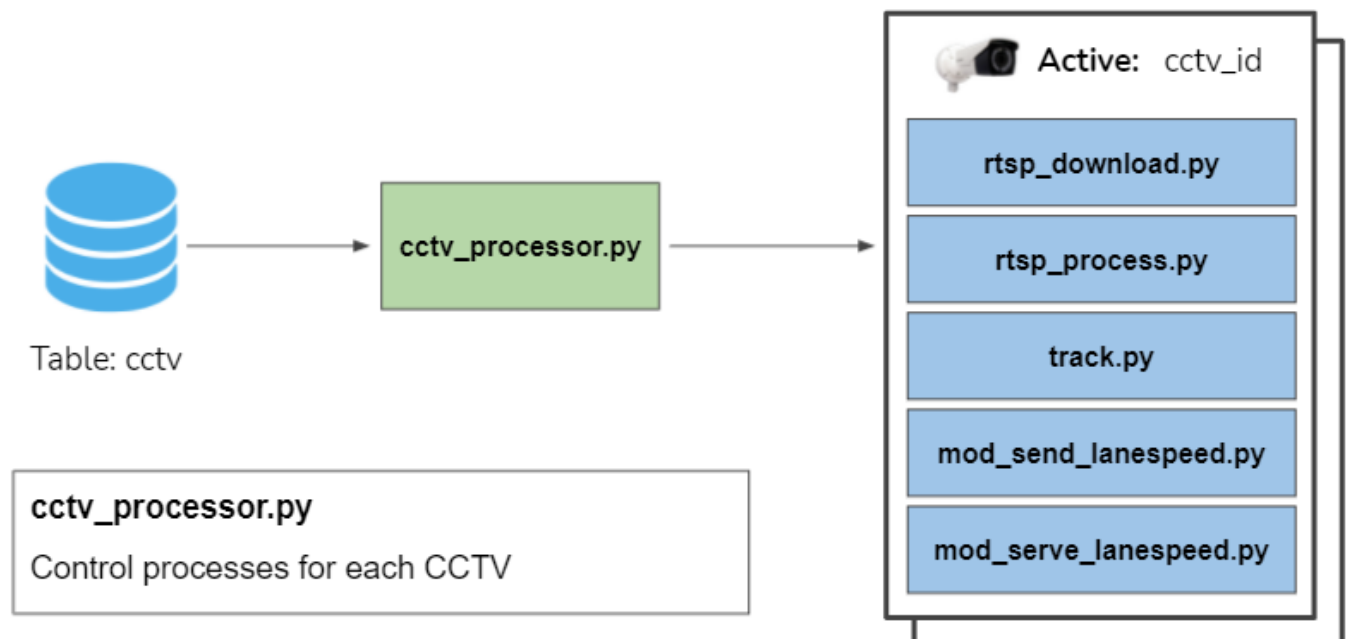 Active: cctv_id
rtsp_download.py
rtsp_process.py
track.py
mod_send_lanespeed.py
mod_serve_lanespeed.py
cctv_processor.py
Table: cctv
cctv_processor.py
Control processes for each CCTV